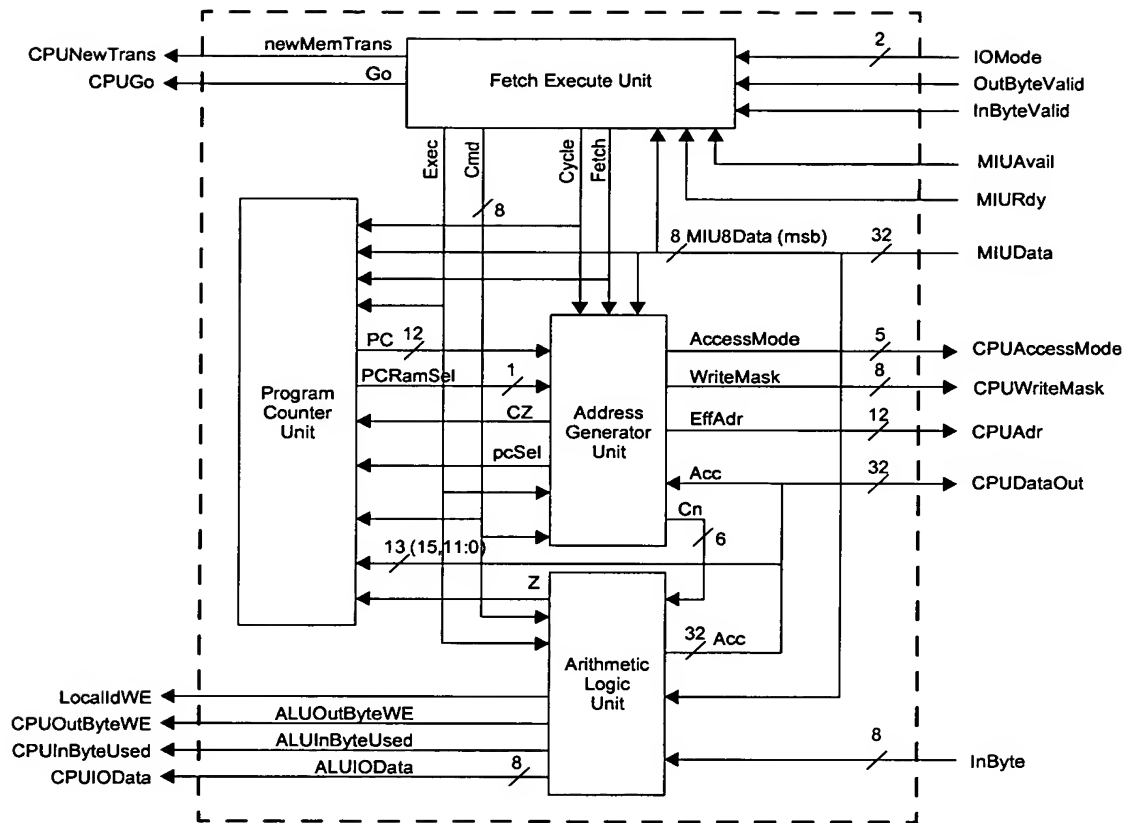 newMemTrans
CPUNewTrans
Go
CPUGo
Fetch Execute Unit
2
IOMode
OutByteValid
InByteValid
MIUAvail
MIURdy
Exec
Cmd
Cycle
Fetch
8
8 MIU8Data (msb)
32
MIUData
PC
12
PCRamSel
1
CZ
pcSel
Program
Counter
Unit
Address
Generator
Unit
AccessMode
5
CPUAccessMode
WriteMask
8
CPUWriteMask
EffAdr
12
CPUAdr
Acc
32
CPUDataOut
Cn
6
13 (15,11:0)
Z
32
Acc
Arithmetic
Logic
Unit
LocalIdWE
ALUOutByteWE
CPUOutByteWE
ALUInByteUsed
CPUInByteUsed
ALUIOData
8
CPUIOData
8
InByte